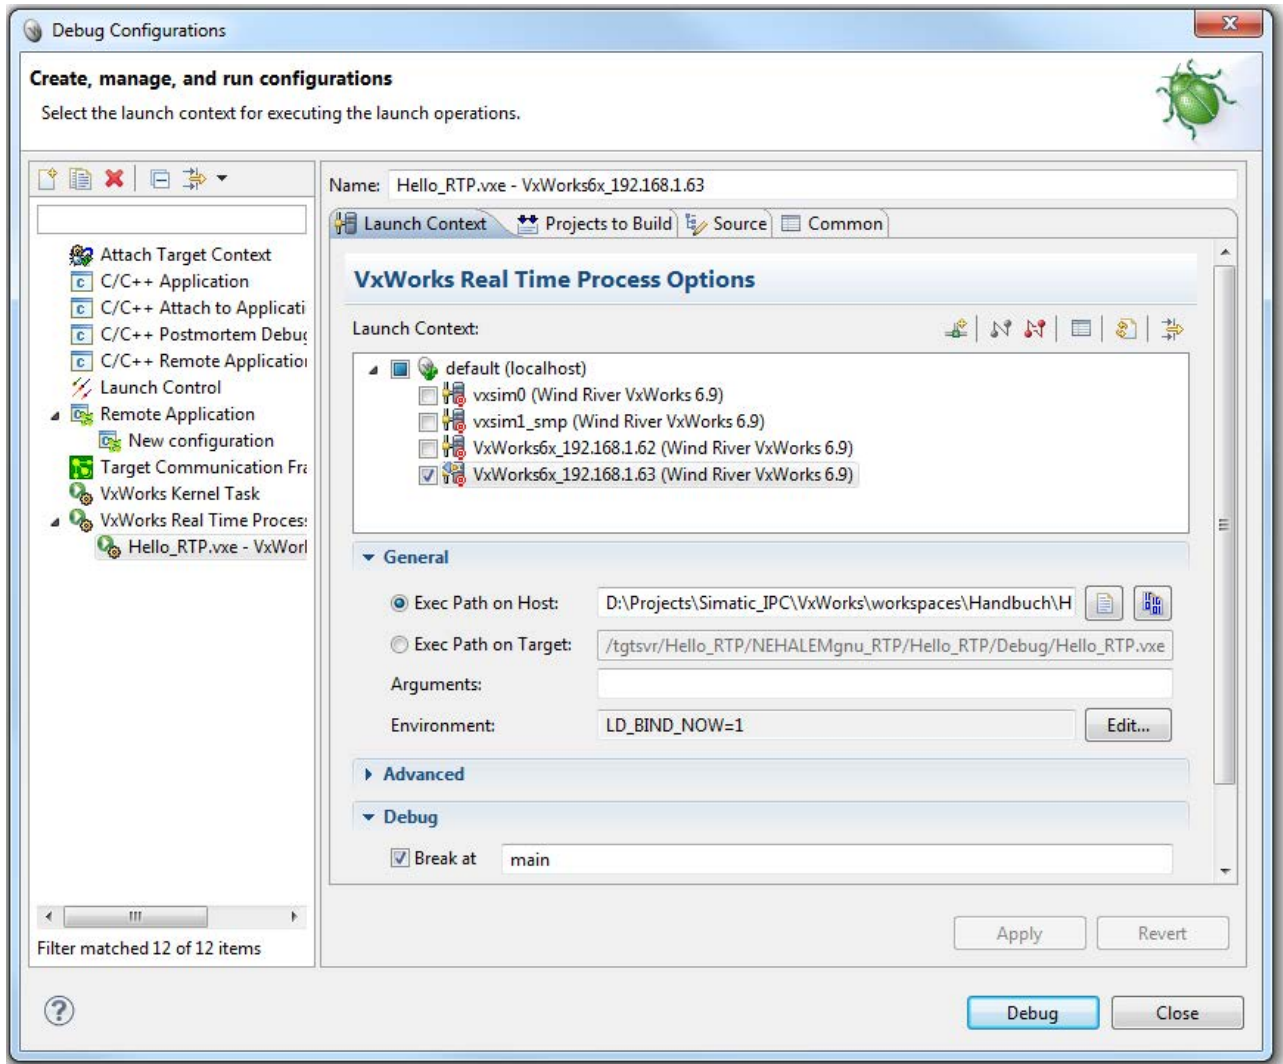 Debug Configurations
Create, manage, and run configurations
Select the launch context for executing the launch operations.
Name: Hello_RTP.vxe - VxWorks6x_192.168.1.63
Launch Context Projects to Build Source Common
Attach Target Context
C/C++ Application
C/C++ Attach to Applicati
C/C++ Postmortem Debug
C/C++ Remote Application
Launch Control
Remote Application
New configuration
Target Communication Fra
VxWorks Kernel Task
VxWorks Real Time Process
Hello_RTP.vxe - VxWorl
Filter matched 12 of 12 items
VxWorks Real Time Process Options
Launch Context:
default (localhost)
vxsim0 (Wind River VxWorks 6.9)
vxsim1_smp (Wind River VxWorks 6.9)
VxWorks6x_192.168.1.62 (Wind River VxWorks 6.9)
VxWorks6x_192.168.1.63 (Wind River VxWorks 6.9)
General
Exec Path on Host: D:\Projects\Simatic_IPC\VxWorks\workspaces\Handbuch\H
Exec Path on Target: /tgtsvr/Hello_RTP/NEHALEMgnu_RTP/Hello_RTP/Debug/Hello_RTP.vxe
Arguments:
Environment: LD_BIND_NOW=1 Edit...
Advanced
Debug
Break at main
Apply Revert
Debug Close